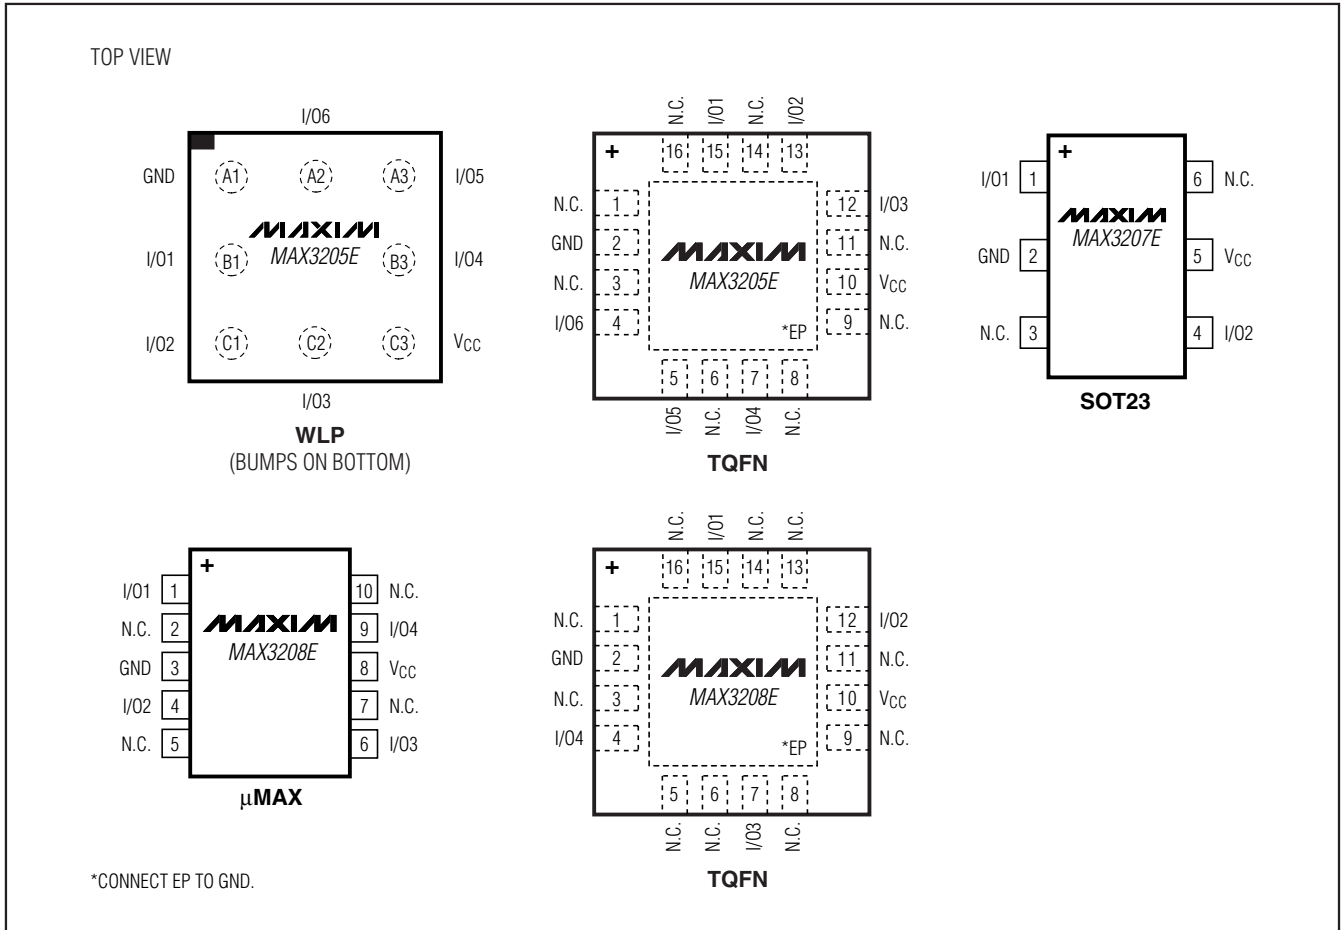 TOP VIEW
I/O6
GND A1 A2 A3 I/O5
MAXIM
MAX3205E
I/O1 B1 B3 I/O4
I/O2 C1 C2 C3 VCC
I/O3
WLP
(BUMPS ON BOTTOM)
N.C. I/O1 N.C. I/O2
+ 16 15 14 13
N.C. 1 12 I/O3
GND 2 11 N.C.
MAXIM
MAX3205E
N.C. 3 10 VCC
I/O6 4 *EP 9 N.C.
5 6 7 8
I/O5 N.C. I/O4 N.C.
TQFN
+
I/O1 1 6 N.C.
MAXIM
MAX3207E
GND 2 5 VCC
N.C. 3 4 I/O2
SOT23
+
I/O1 1 10 N.C.
N.C. 2 MAXIM 9 I/O4
MAX3208E
GND 3 8 VCC
I/O2 4 7 N.C.
N.C. 5 6 I/O3
μMAX
N.C. I/O1 N.C. N.C.
+ 16 15 14 13
N.C. 1 12 I/O2
GND 2 11 N.C.
MAXIM
MAX3208E
N.C. 3 10 VCC
I/O4 4 *EP 9 N.C.
5 6 7 8
N.C. N.C. I/O3 N.C.
TQFN
*CONNECT EP TO GND.